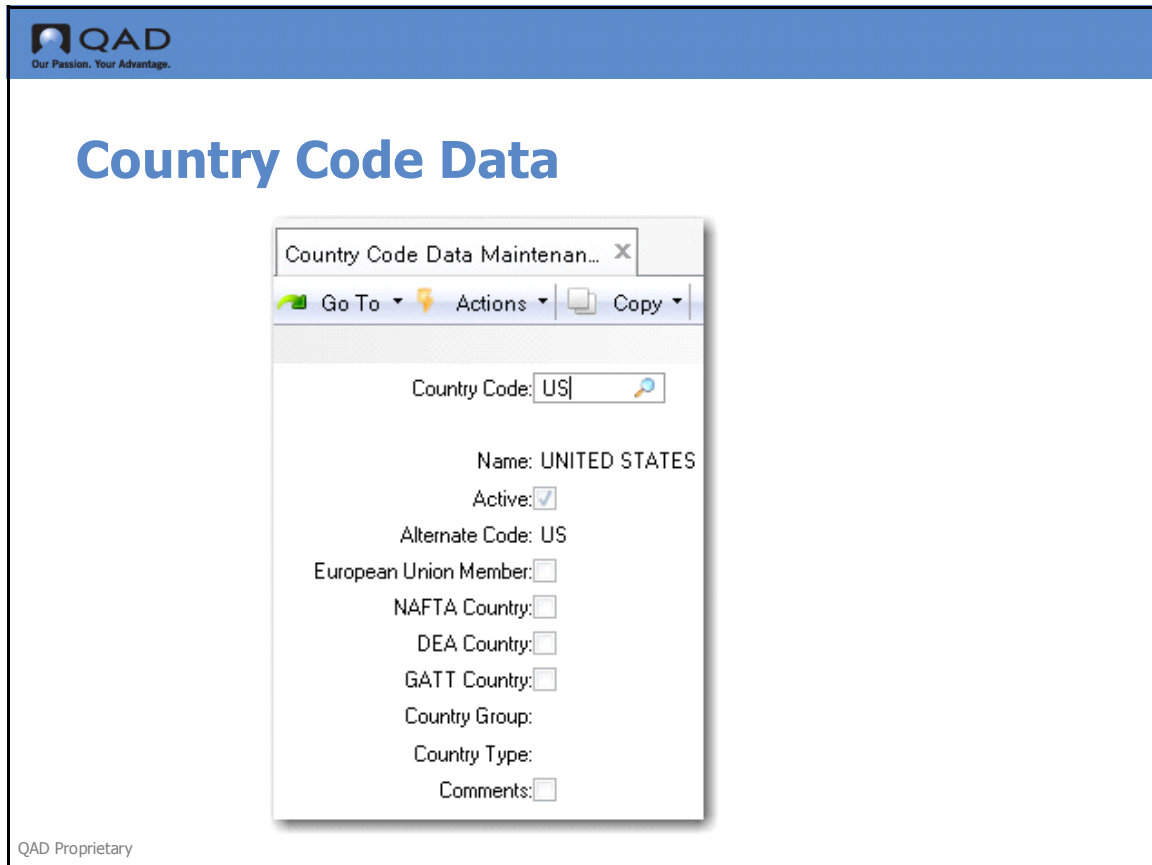 QAD
Our Passion. Your Advantage.
Country Code Data
Country Code Data Maintenan... X
Go To Actions Copy
Country Code: US
Name: UNITED STATES
Active:
Alternate Code: US
European Union Member:
NAFTA Country:
DEA Country:
GATT Country:
Country Group:
Country Type:
Comments:
QAD Proprietary